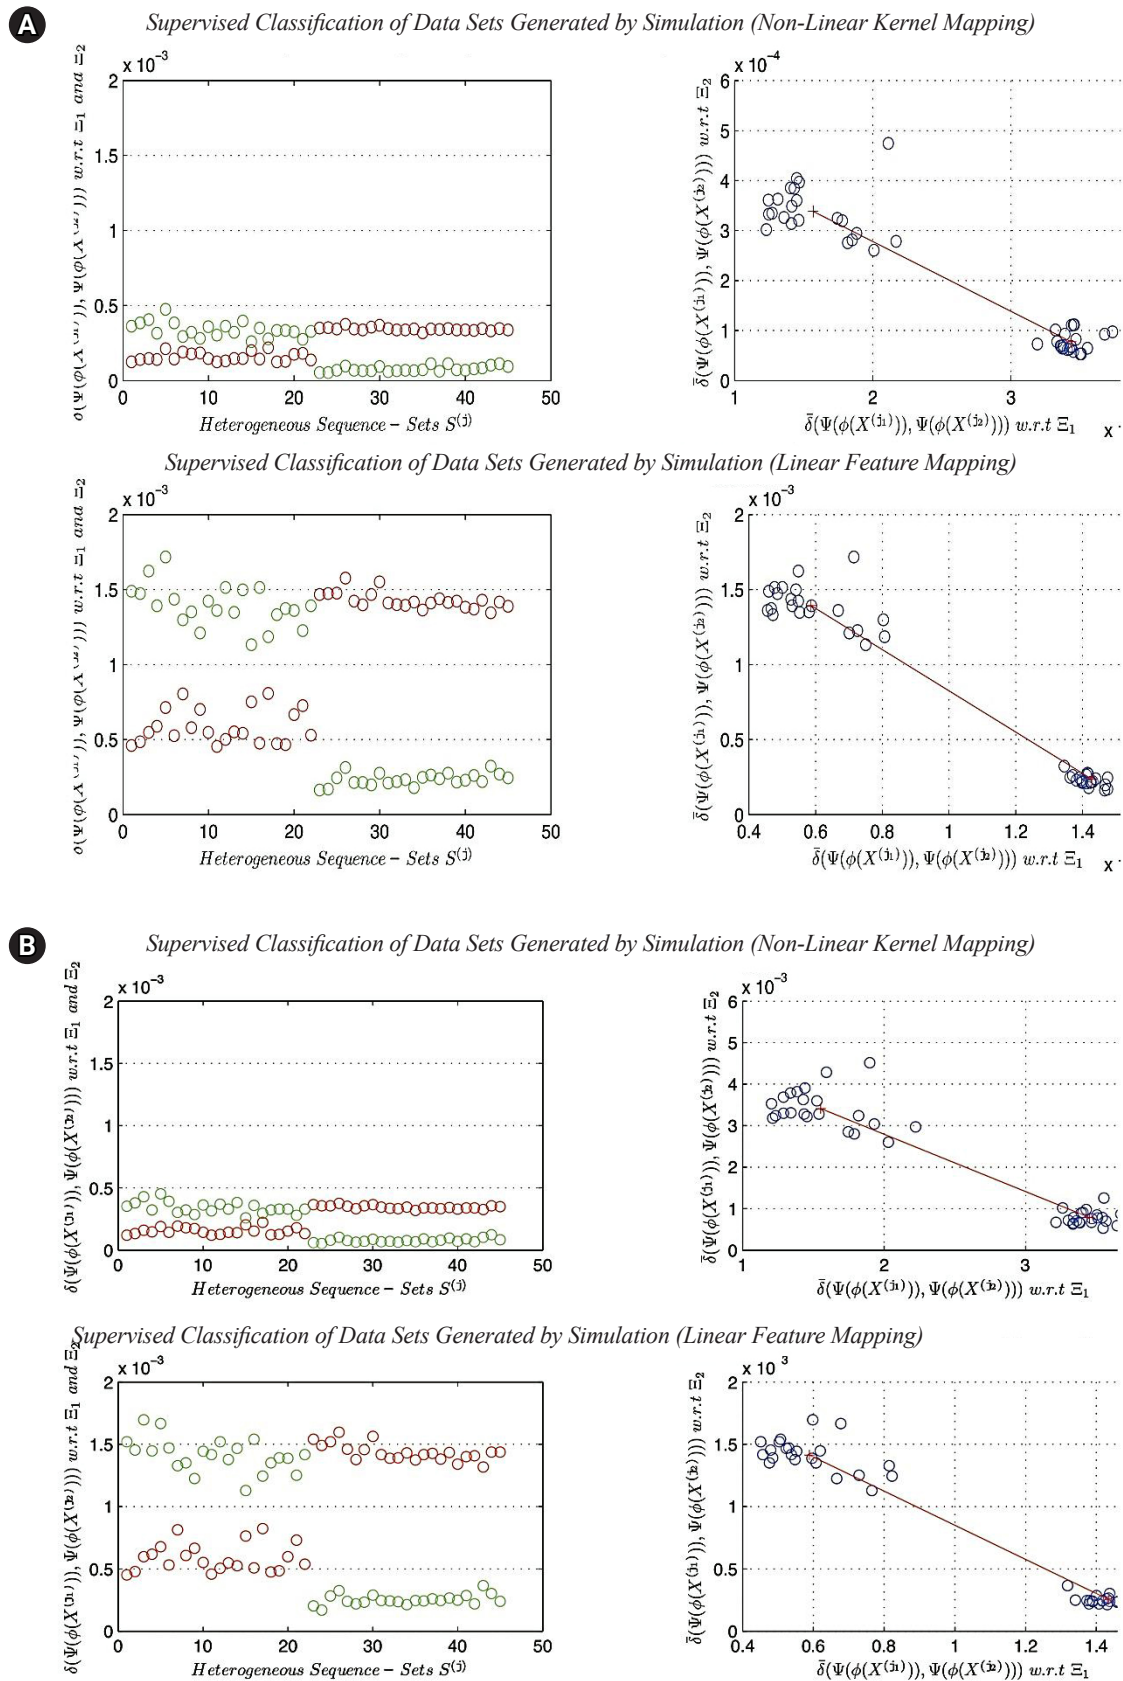 A
Supervised Classification of Data Sets Generated by Simulation (Non-Linear Kernel Mapping)
x 10⁻³
2
1.5
1
0.5
0
0 10 20 30 40 50
Heterogeneous Sequence – Sets S⁽ʲ⁾
w.r.t Ξ₁ and Ξ₂
x 10⁻⁴
6
5
4
3
2
1
0
1 2 3
δ̄(Ψ(ϕ(X⁽ʲ¹⁾)), Ψ(ϕ(X⁽ʲ²⁾))) w.r.t Ξ₂
δ̄(Ψ(ϕ(X⁽ʲ¹⁾)), Ψ(ϕ(X⁽ʲ²⁾))) w.r.t Ξ₁
x
Supervised Classification of Data Sets Generated by Simulation (Linear Feature Mapping)
x 10⁻³
2
1.5
1
0.5
0
0 10 20 30 40 50
Heterogeneous Sequence – Sets S⁽ʲ⁾
w.r.t Ξ₁ and Ξ₂
x 10⁻³
2
1.5
1
0.5
0
0.4 0.6 0.8 1 1.2 1.4
δ̄(Ψ(ϕ(X⁽ʲ¹⁾)), Ψ(ϕ(X⁽ʲ²⁾))) w.r.t Ξ₂
δ̄(Ψ(ϕ(X⁽ʲ¹⁾)), Ψ(ϕ(X⁽ʲ²⁾))) w.r.t Ξ₁
x
B
Supervised Classification of Data Sets Generated by Simulation (Non-Linear Kernel Mapping)
x 10⁻³
2
1.5
1
0.5
0
0 10 20 30 40 50
Heterogeneous Sequence – Sets S⁽ʲ⁾
δ(Ψ(ϕ(X⁽ʲ¹⁾)), Ψ(ϕ(X⁽ʲ²⁾))) w.r.t Ξ₁ and Ξ₂
x 10⁻³
6
5
4
3
2
1
0
1 2 3
δ̄(Ψ(ϕ(X⁽ʲ¹⁾)), Ψ(ϕ(X⁽ʲ²⁾))) w.r.t Ξ₂
δ̄(Ψ(ϕ(X⁽ʲ¹⁾)), Ψ(ϕ(X⁽ʲ²⁾))) w.r.t Ξ₁
Supervised Classification of Data Sets Generated by Simulation (Linear Feature Mapping)
x 10⁻³
2
1.5
1
0.5
0
0 10 20 30 40 50
Heterogeneous Sequence – Sets S⁽ʲ⁾
δ(Ψ(ϕ(X⁽ʲ¹⁾)), Ψ(ϕ(X⁽ʲ²⁾))) w.r.t Ξ₁ and Ξ₂
x 10 ³
2
1.5
1
0.5
0
0.4 0.6 0.8 1 1.2 1.4
δ̄(Ψ(ϕ(X⁽ʲ¹⁾)), Ψ(ϕ(X⁽ʲ²⁾))) w.r.t Ξ₂
δ̄(Ψ(ϕ(X⁽ʲ¹⁾)), Ψ(ϕ(X⁽ʲ²⁾))) w.r.t Ξ₁